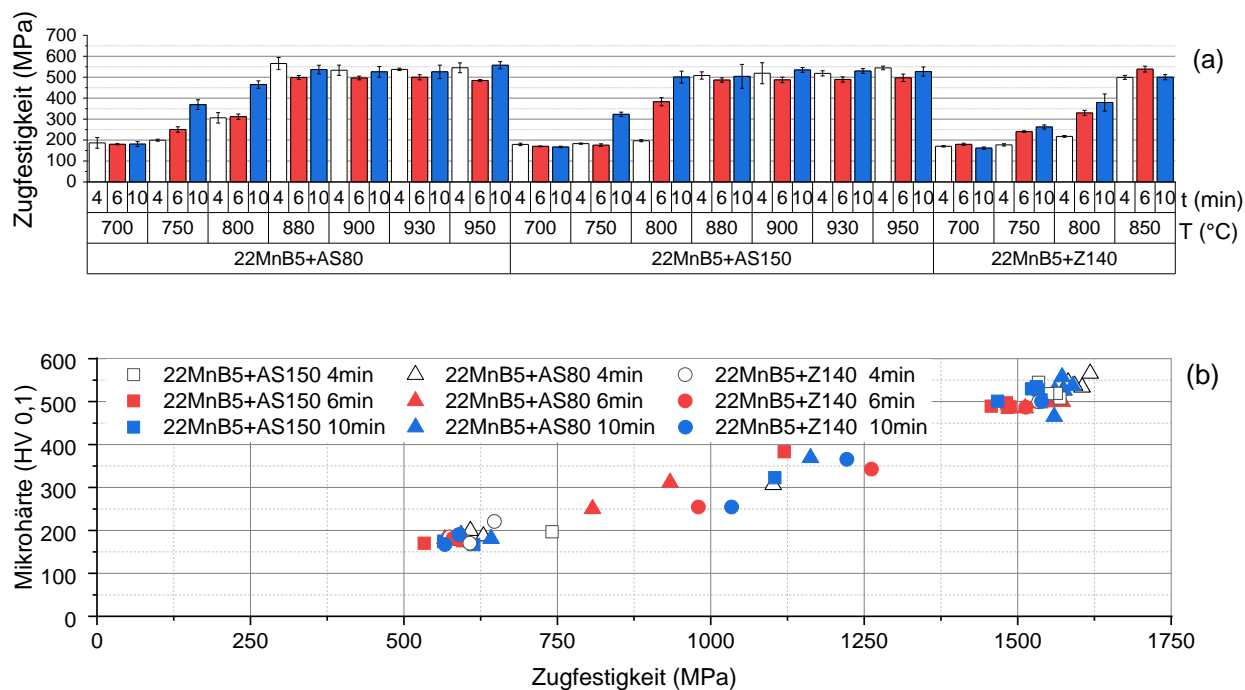 700
600
500
400
300
200
100
0
Zugfestigkeit (MPa)
(a)
4 6 10 4 6 10 4 6 10 4 6 10 4 6 10 4 6 10 4 6 10 4 6 10 4 6 10 4 6 10 4 6 10 4 6 10 4 6 10 4 6 10 4 6 10 4 6 10 4 6 10 4 6 10 t (min)
700 750 800 880 900 930 950 700 750 800 880 900 930 950 700 750 800 850 T (°C)
22MnB5+AS80 22MnB5+AS150 22MnB5+Z140
600
500
400
300
200
100
0
Mikrohärte (HV 0,1)
(b)
22MnB5+AS150 4min 22MnB5+AS80 4min 22MnB5+Z140 4min
22MnB5+AS150 6min 22MnB5+AS80 6min 22MnB5+Z140 6min
22MnB5+AS150 10min 22MnB5+AS80 10min 22MnB5+Z140 10min
0 250 500 750 1000 1250 1500 1750
Zugfestigkeit (MPa)